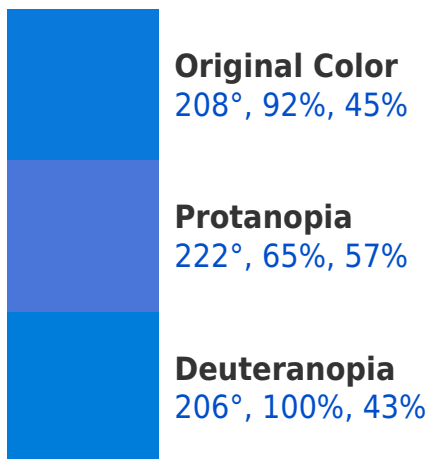 Original Color
208°, 92%, 45%
Protanopia
222°, 65%, 57%
Deuteranopia
206°, 100%, 43%